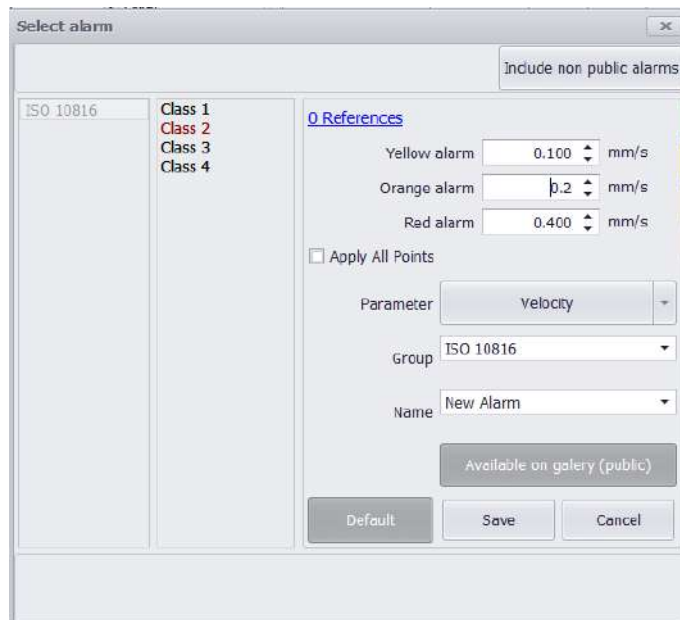 Select alarm
Include non public alarms
ISO 10816
Class 1
Class 2
Class 3
Class 4
0 References
Yellow alarm 0.100 mm/s
Orange alarm 0.2 mm/s
Red alarm 0.400 mm/s
Apply All Points
Parameter Velocity
Group ISO 10816
Name New Alarm
Available on galery (public)
Default Save Cancel